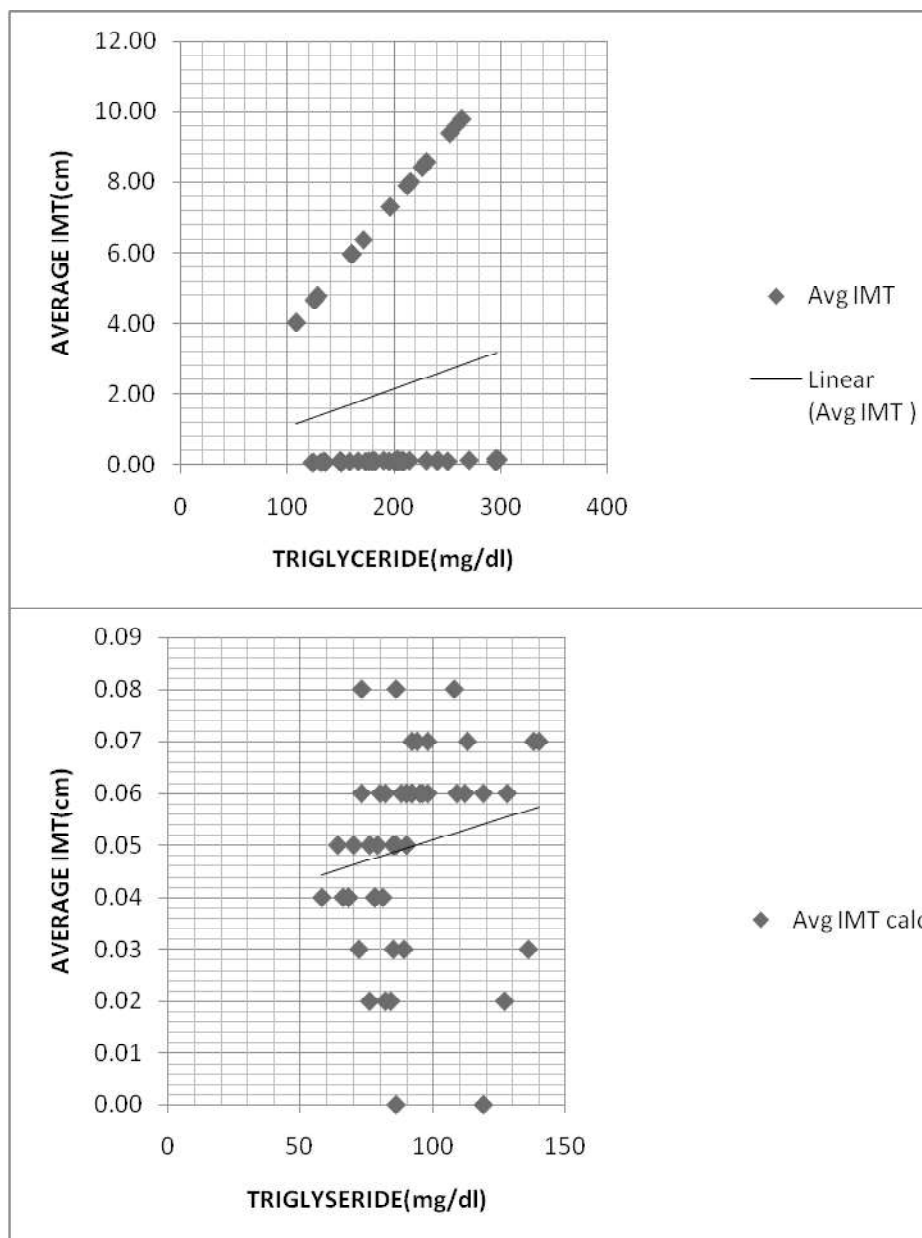 12.00
10.00
8.00
6.00
4.00
2.00
0.00
AVERAGE IMT(cm)
0 100 200 300 400
TRIGLYCERIDE(mg/dl)
Avg IMT
Linear
(Avg IMT )
0.09
0.08
0.07
0.06
0.05
0.04
0.03
0.02
0.01
0.00
AVERAGE IMT(cm)
0 50 100 150
TRIGLYSERIDE(mg/dl)
Avg IMT calc